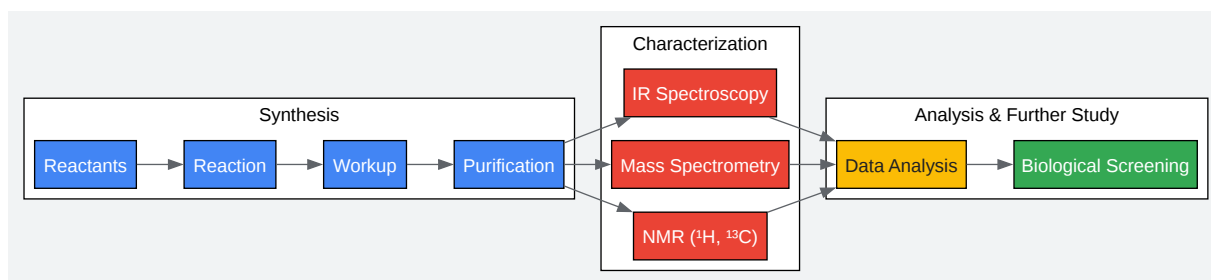 Synthesis
Reactants
Reaction
Workup
Purification
Characterization
IR Spectroscopy
Mass Spectrometry
NMR (¹H, ¹³C)
Analysis & Further Study
Data Analysis
Biological Screening